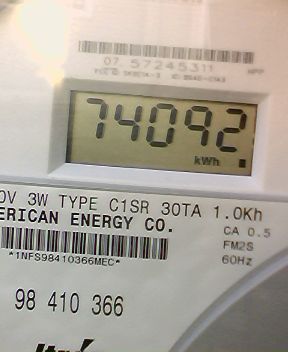 07 57245311
74092
kWh
0V 3W TYPE C1SR 30TA 1.0Kh
ERICAN ENERGY CO.
CA 0.5
FM2S
*1NFS98410366MEC*
60Hz
98 410 366